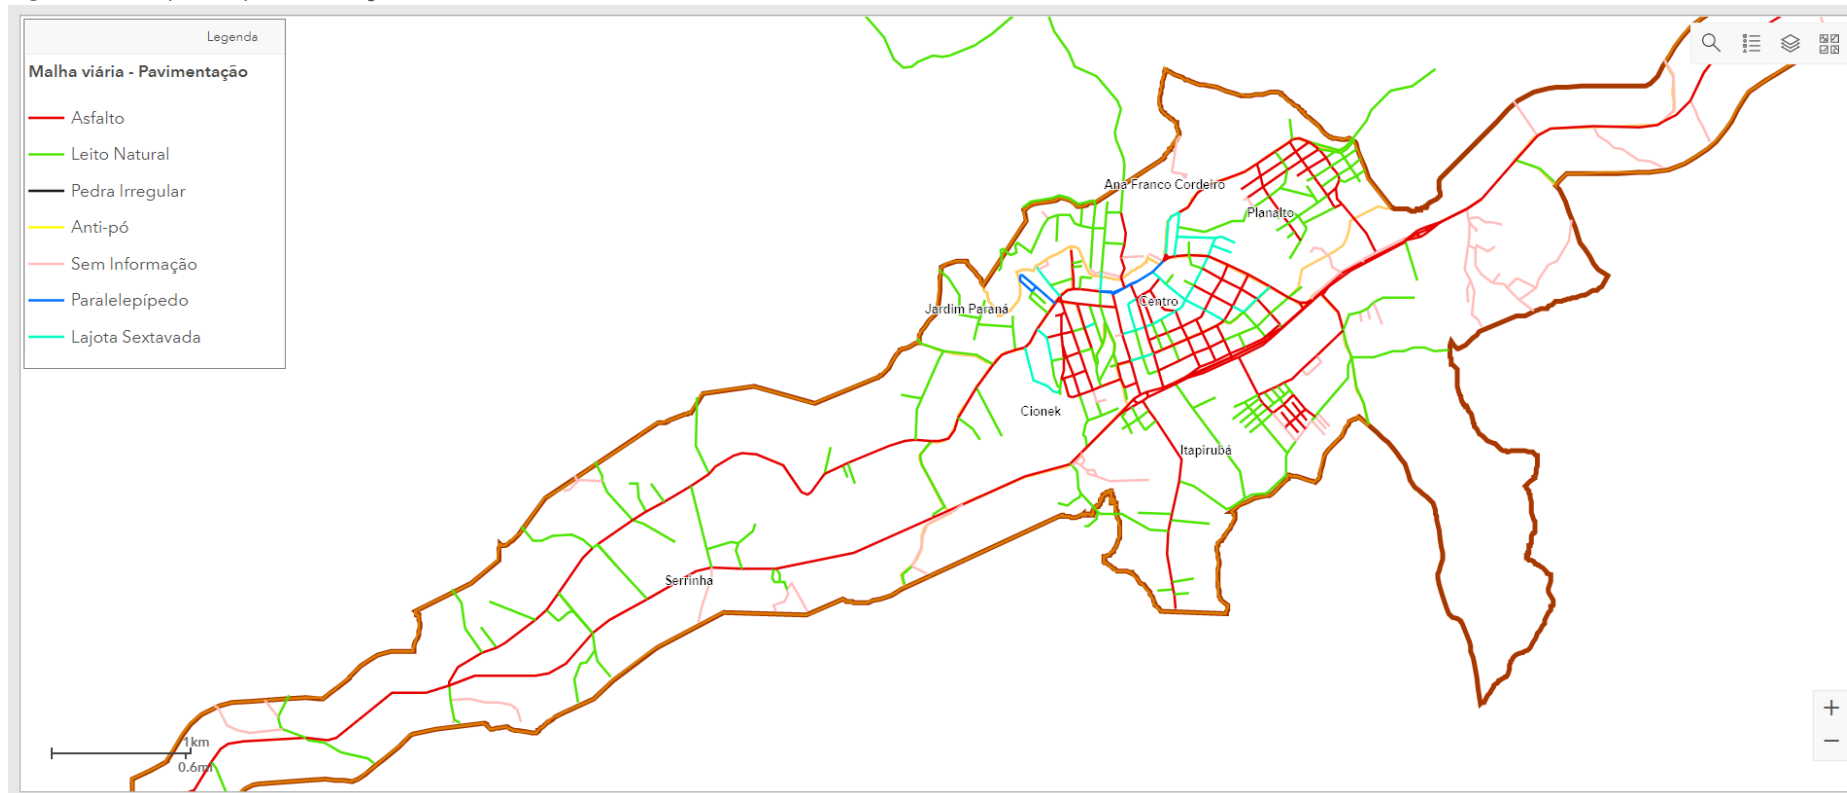 Legenda
Malha viária - Pavimentação
Asfalto
Leito Natural
Pedra Irregular
Anti-pó
Sem Informação
Paralelepípedo
Lajota Sextavada
Ana Franco Cordeiro
Planalto
Centro
Jardim Paraná
Cionek
Itapirubá
Serrinha
1km
0.6mi